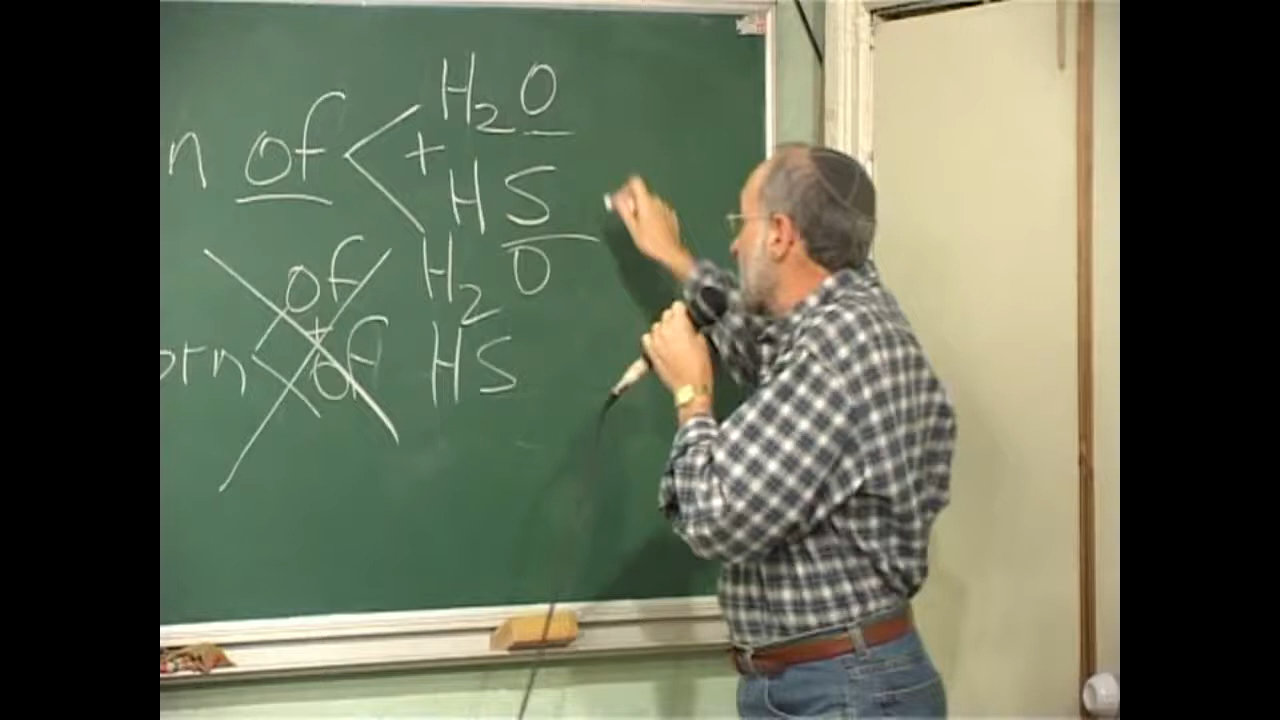 n of < H2O
+
HS
of H2O
+
orn < of HS